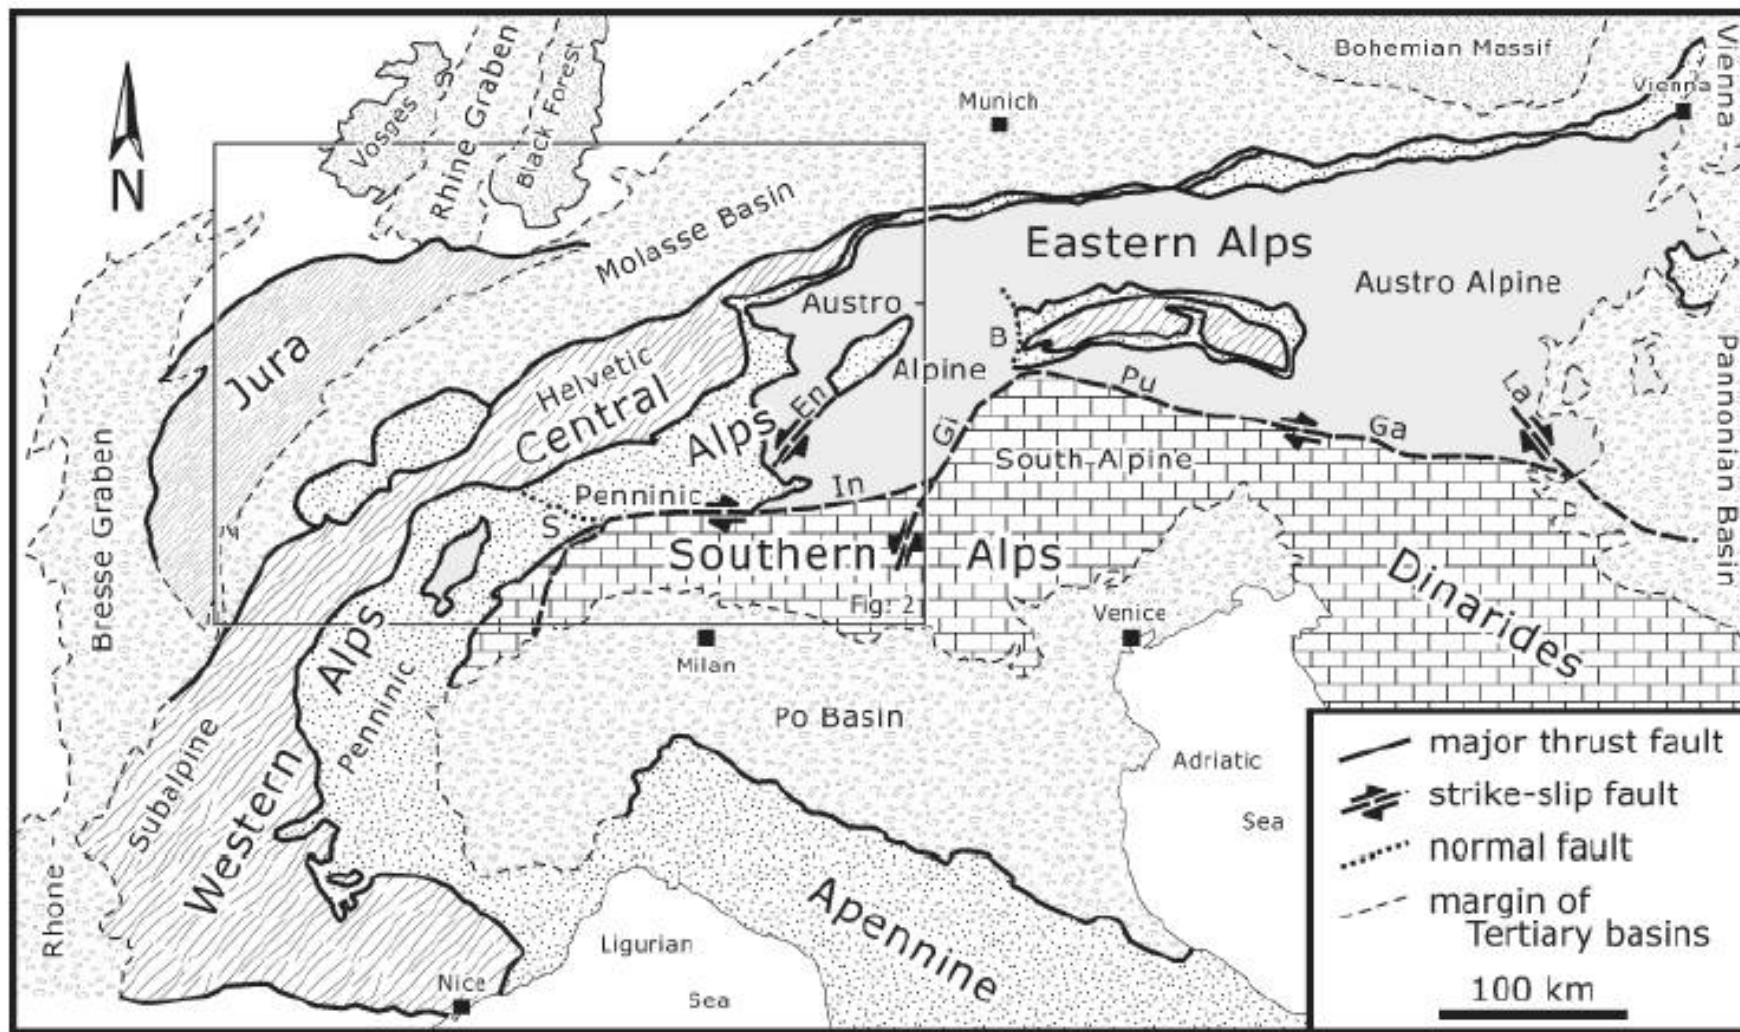 Bohemian Massif
Vienna
Vienna
Munich
N
Vosges
Rhine Graben
Black Forest
Molasse Basin
Eastern Alps
Austro Alpine
Austro
Alpine
B
Jura
Helvetic
Central
Alps
En
Gi
Pu
Ga
La
Pannonian Basin
Bresse Graben
South Alpine
Penninic
In
S
Southern Alps
Dinarides
Fig. 2
Alps
Penninic
Milan
Venice
Po Basin
Subalpine
Western
Adriatic
Sea
Rhone
Apennine
Ligurian
Sea
Nice
major thrust fault
strike-slip fault
normal fault
margin of
Tertiary basins
100 km